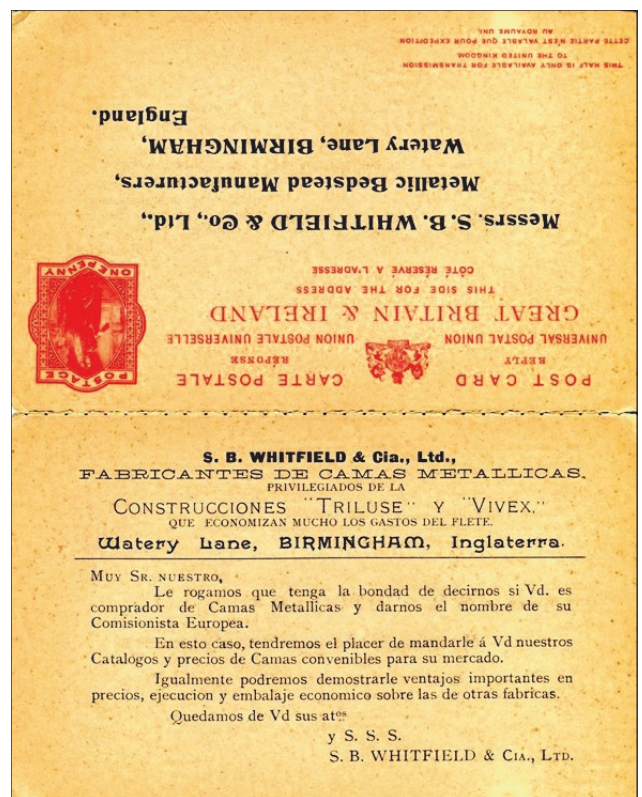 THIS HALF IS ONLY AVAILABLE FOR TRANSMISSION
TO THE UNITED KINGDOM
CETTE PARTIE N'EST VALABLE QUE POUR EXPEDITION
AU ROYAUME UNI,
POST CARD CARTE POSTALE
REPLY RÉPONSE
UNIVERSAL POSTAL UNION UNION POSTALE UNIVERSELLE
GREAT BRITAIN & IRELAND
THIS SIDE FOR THE ADDRESS
CÔTÉ RÉSERVÉ A L'ADRESSE
POSTAGE
ONE PENNY
Messrs. S. B. WHITFIELD & Co., Ltd.,
Metallic Bedstead Manufacturers,
Watery Lane, BIRMINGHAM,
England.
S. B. WHITFIELD & Cia., Ltd.,
FABRICANTES DE CAMAS METALLICAS,
PRIVILEGIADOS DE LA
CONSTRUCCIONES "TRILUSE" Y "VIVEX,"
QUE ECONOMIZAN MUCHO LOS GASTOS DEL FLETE.
Watery Lane, BIRMINGHAM, Inglaterra.
MUY SR. NUESTRO,
Le rogamos que tenga la bondad de decirnos si Vd. es
comprador de Camas Metallicas y darnos el nombre de su
Comisionista Europea.
En esto caso, tendremos el placer de mandarle á Vd nuestros
Catalogos y precios de Camas convenibles para su mercado.
Igualmente podremos demostrarle ventajos importantes en
precios, ejecucion y embalaje economico sobre las de otras fabricas.
Quedamos de Vd sus atºˢ
y S. S. S.
S. B. WHITFIELD & CIA., LTD.